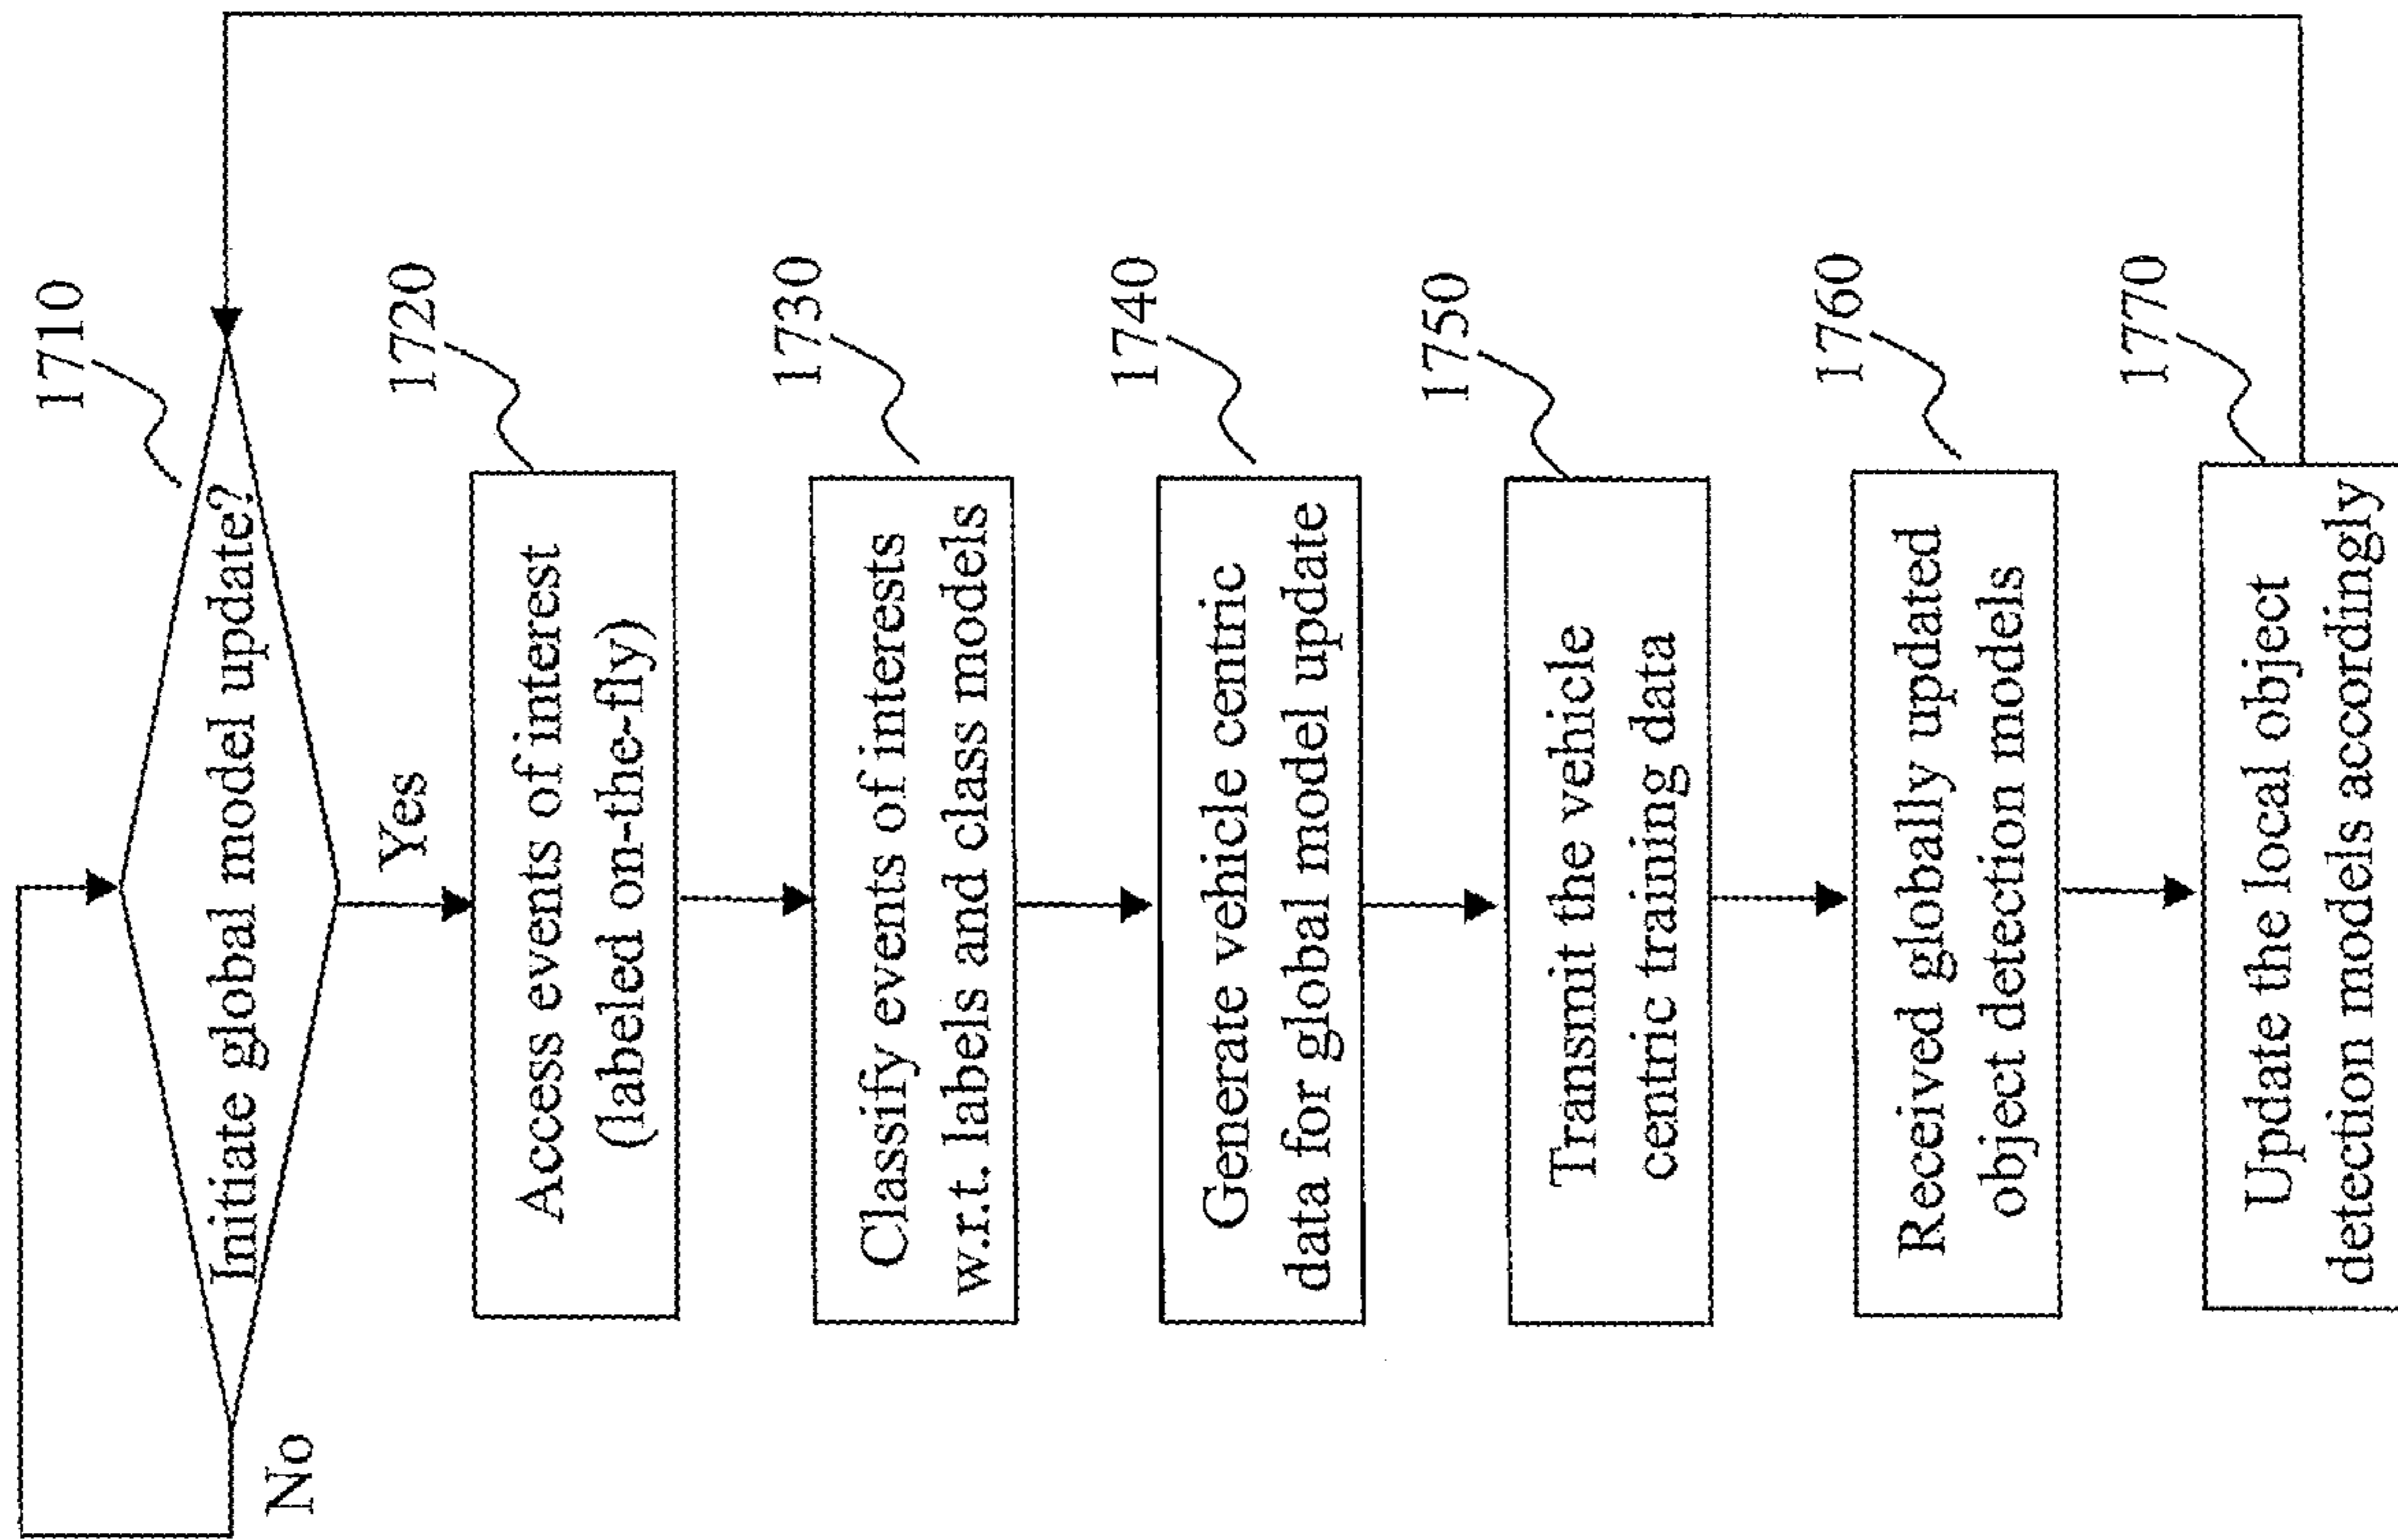 1710
Initiate global model update?
No
Yes
1720
Access events of interest
(labeled on-the-fly)
1730
Classify events of interests
w.r.t. labels and class models
1740
Generate vehicle centric
data for global model update
1750
Transmit the vehicle
centric training data
1760
Received globally updated
object detection models
1770
Update the local object
detection models accordingly